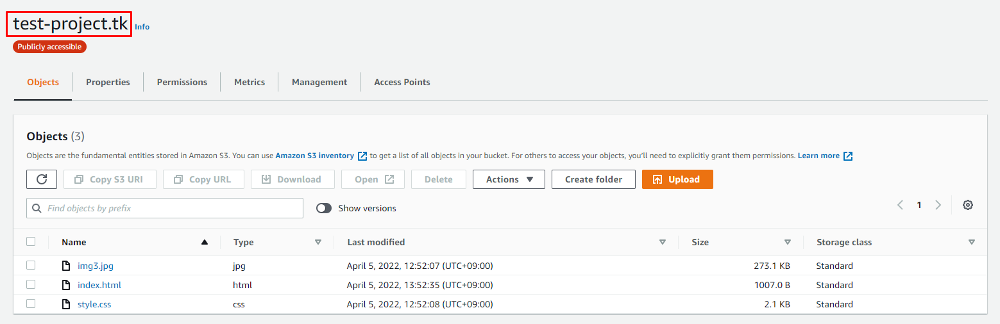 test-project.tk Info
Publicly accessible
Objects Properties Permissions Metrics Management Access Points
Objects (3)
Objects are the fundamental entities stored in Amazon S3. You can use Amazon S3 inventory to get a list of all objects in your bucket. For others to access your objects, you'll need to explicitly grant them permissions. Learn more
Copy S3 URI Copy URL Download Open Delete Actions Create folder Upload
Find objects by prefix Show versions 1
Name Type Last modified Size Storage class
img3.jpg jpg April 5, 2022, 12:52:07 (UTC+09:00) 273.1 KB Standard
index.html html April 5, 2022, 13:52:35 (UTC+09:00) 1007.0 B Standard
style.css css April 5, 2022, 12:52:08 (UTC+09:00) 2.1 KB Standard